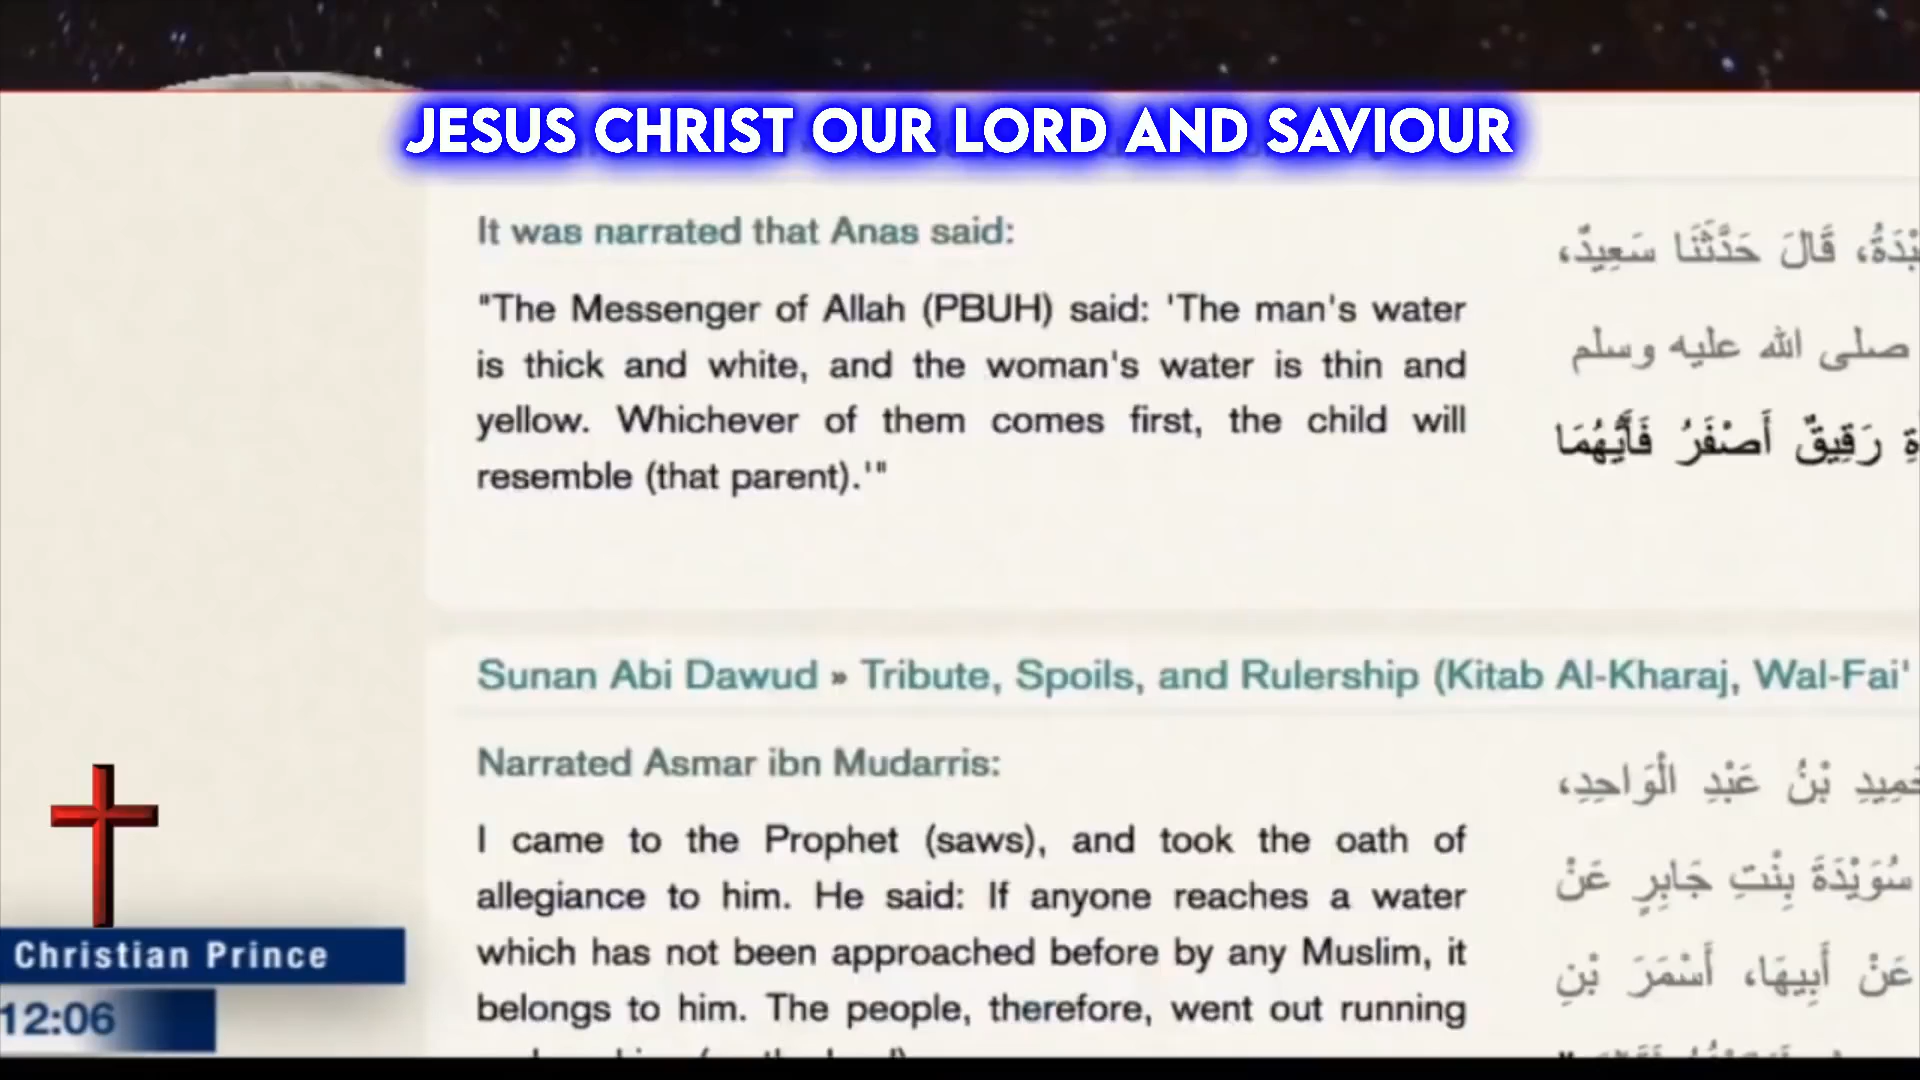 JESUS CHRIST OUR LORD AND SAVIOUR
It was narrated that Anas said:
"The Messenger of Allah (PBUH) said: 'The man's water
is thick and white, and the woman's water is thin and
yellow. Whichever of them comes first, the child will
resemble (that parent).'"
قَالَ حَدَّثَنَا سَعِيدٌ،
صلى الله عليه وسلم
رَقِيقٌ أَصْفَرُ فَأَيُّهُمَا
Sunan Abi Dawud » Tribute, Spoils, and Rulership (Kitab Al-Kharaj, Wal-Fai'
Narrated Asmar ibn Mudarris:
I came to the Prophet (saws), and took the oath of
allegiance to him. He said: If anyone reaches a water
which has not been approached before by any Muslim, it
belongs to him. The people, therefore, went out running
بْنُ عَبْدِ الْوَاحِدِ،
سُوَيْدَةَ بِنْتِ جَابِرٍ عَنْ
عَنْ أَبِيهَا، أَسْمَرَ بْنِ
Christian Prince
12:06